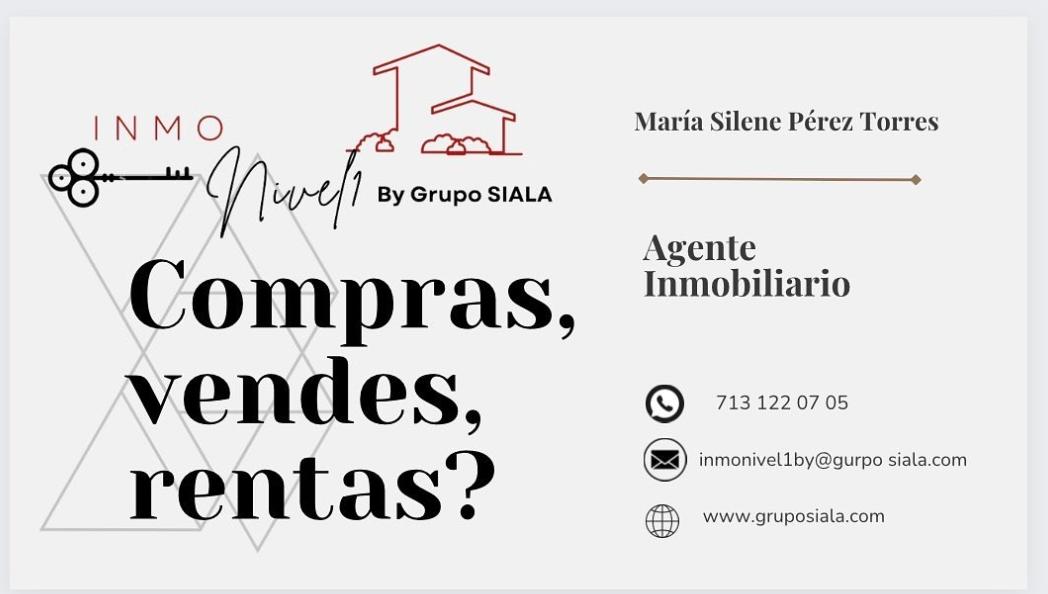 INMO
Nivel1 By Grupo SIALA
Compras,
vendes,
rentas?
María Silene Pérez Torres
Agente
Inmobiliario
713 122 07 05
inmonivel1by@gurpo siala.com
www.gruposiala.com